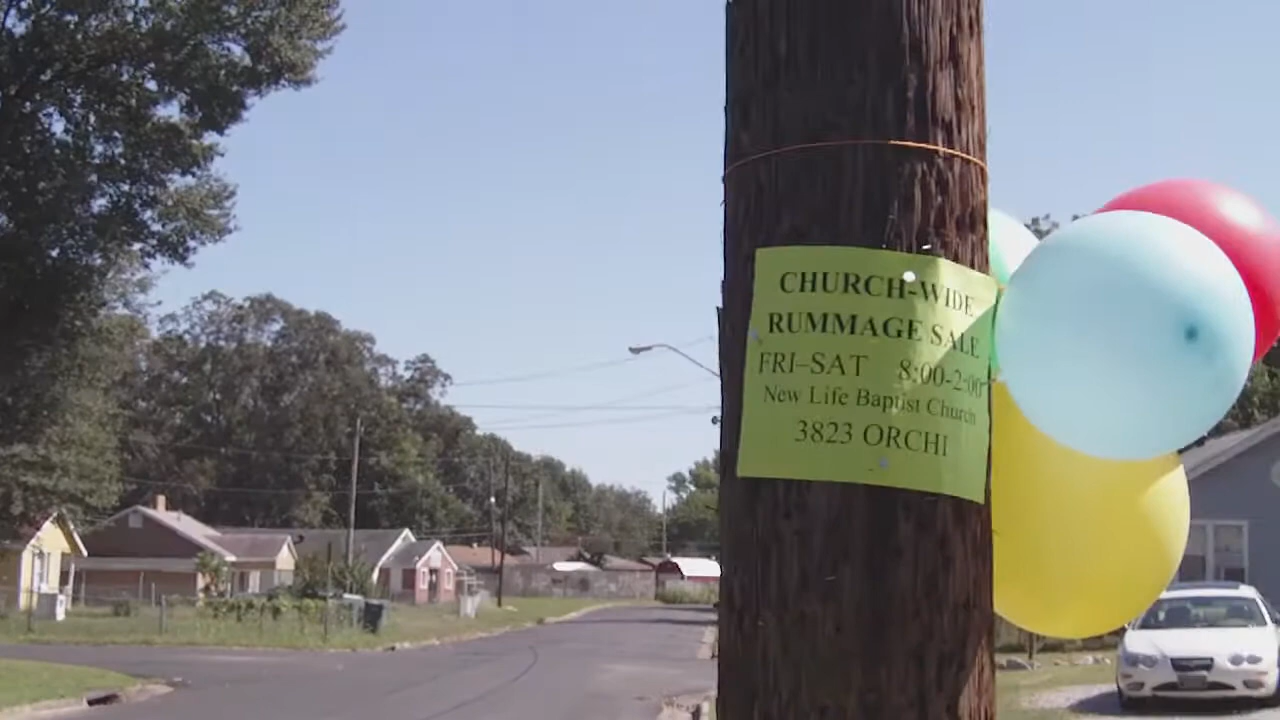 CHURCH-WIDE
RUMMAGE SALE
FRI–SAT 8:00-2:00
New Life Baptist Church
3823 ORCHI